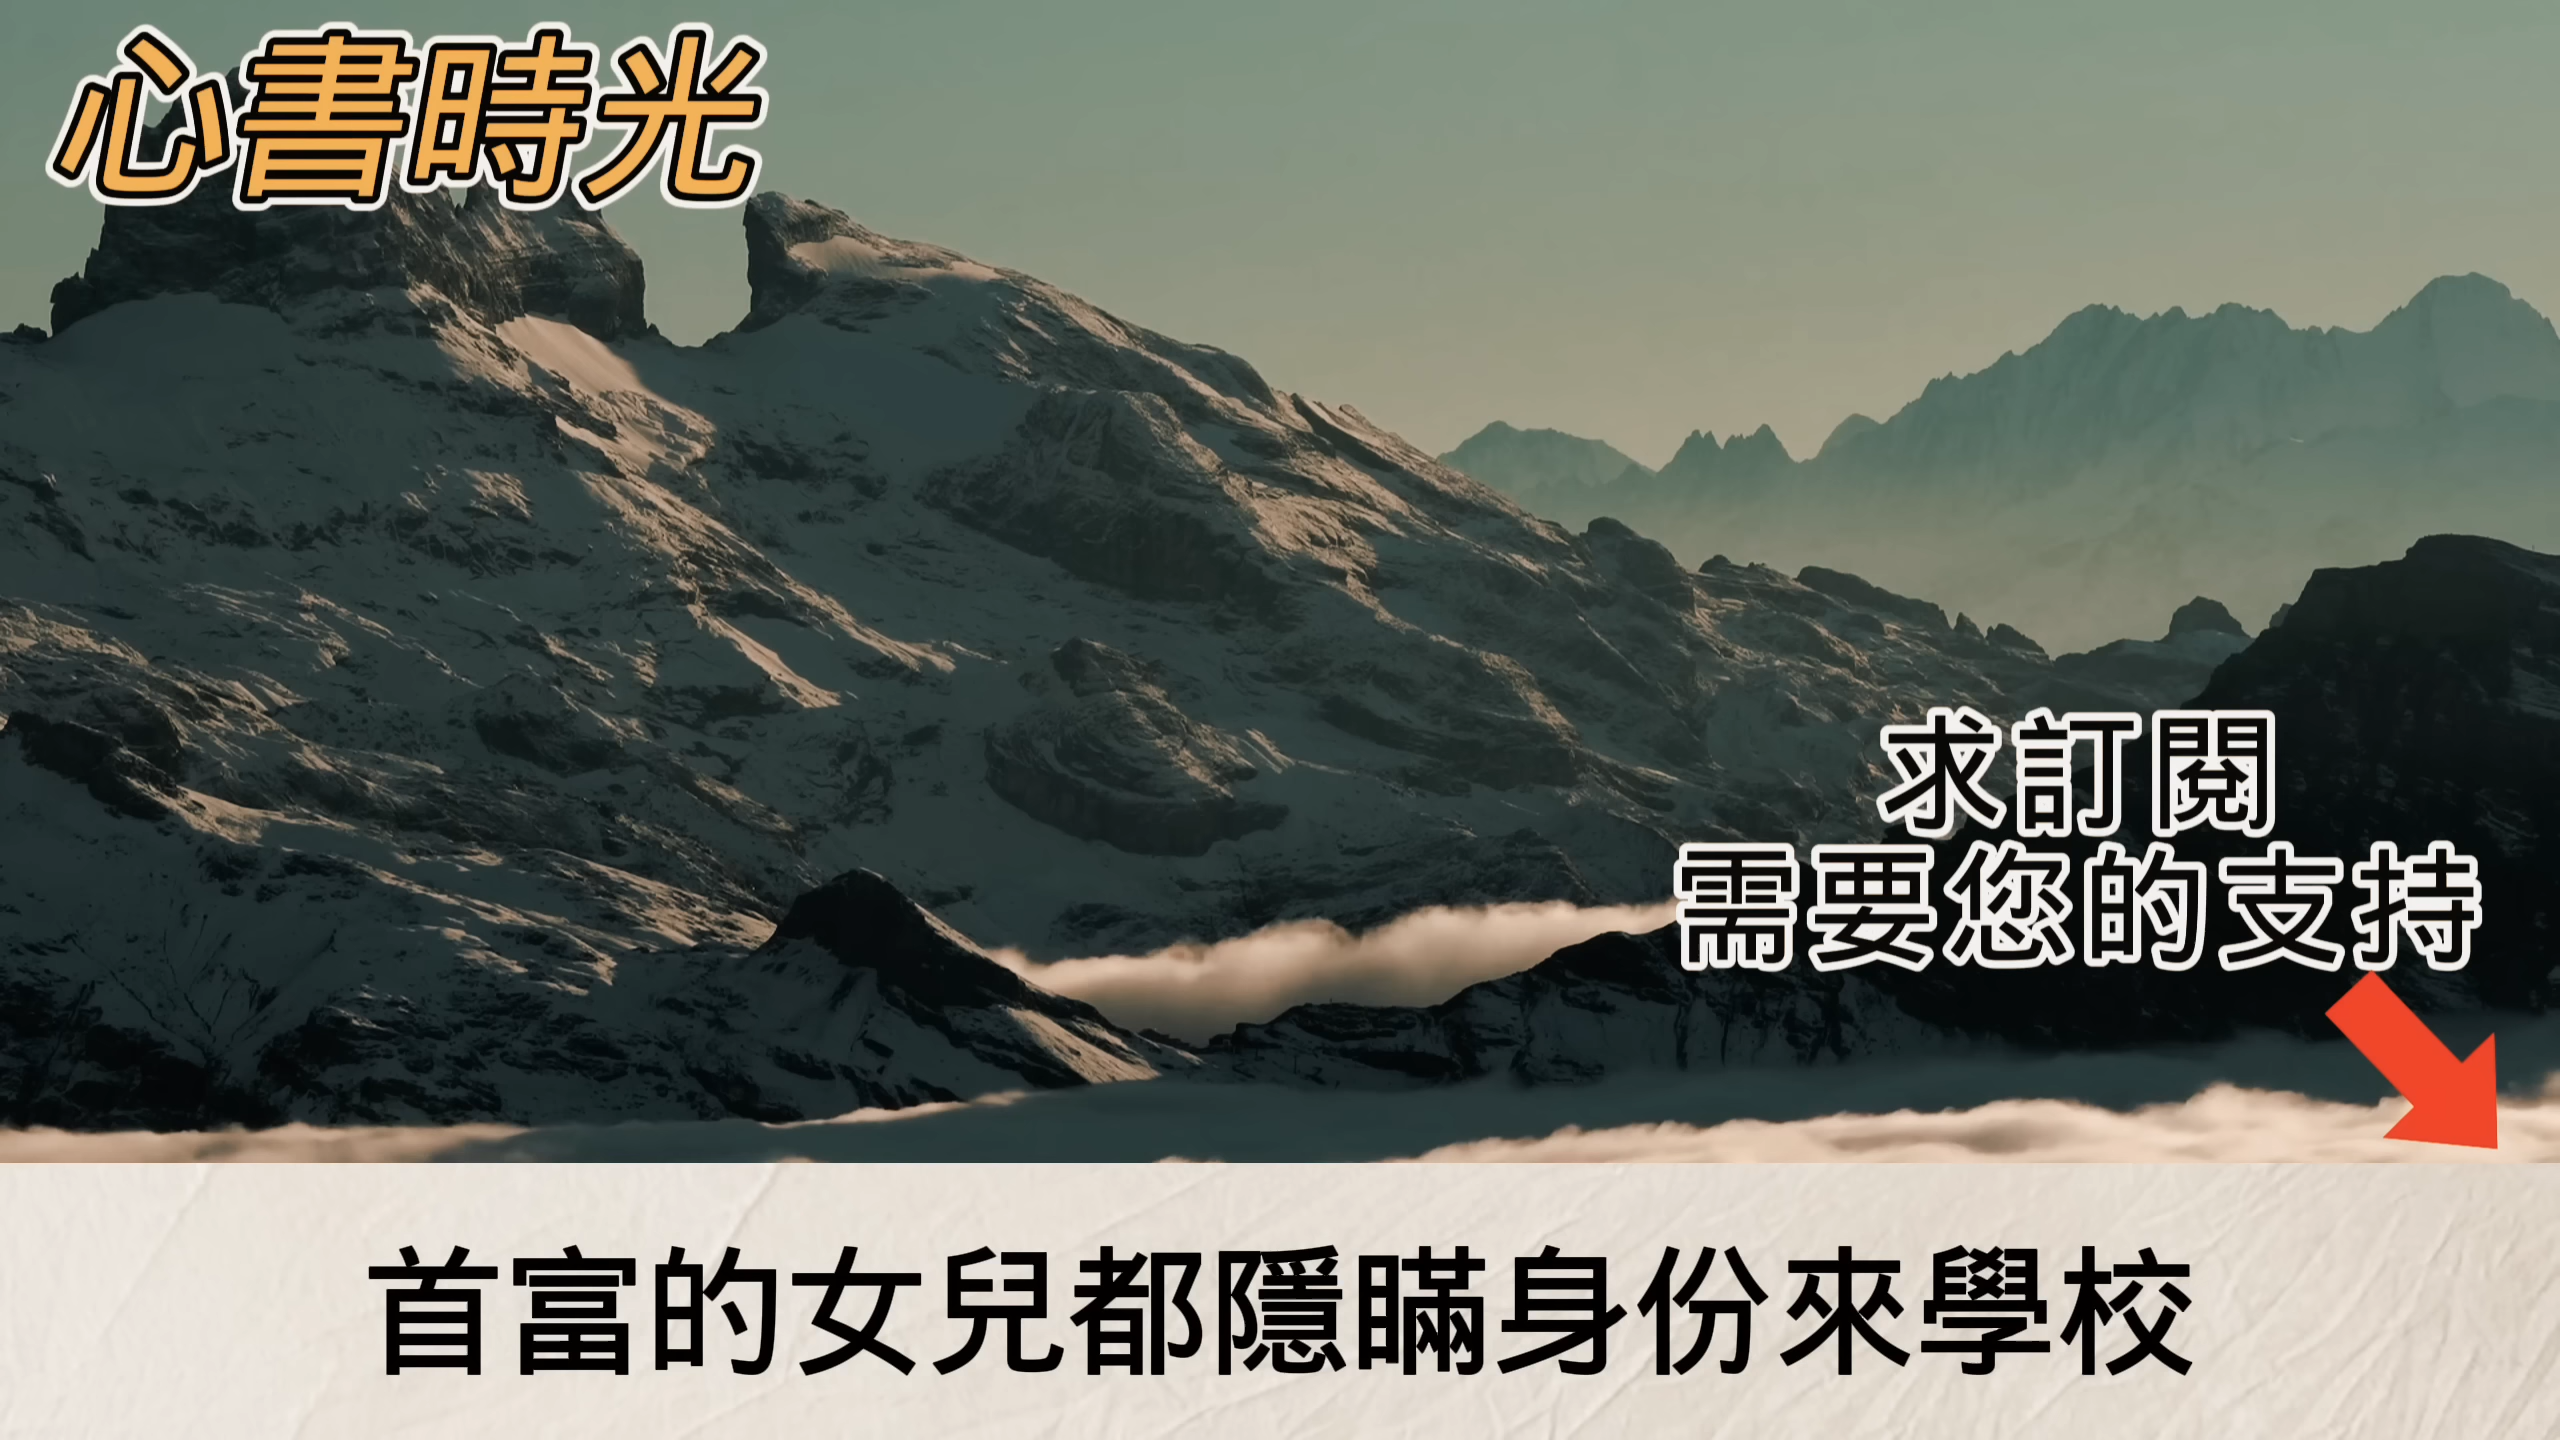 心書時光
求訂閱
需要您的支持
首富的女兒都隱瞞身份來學校